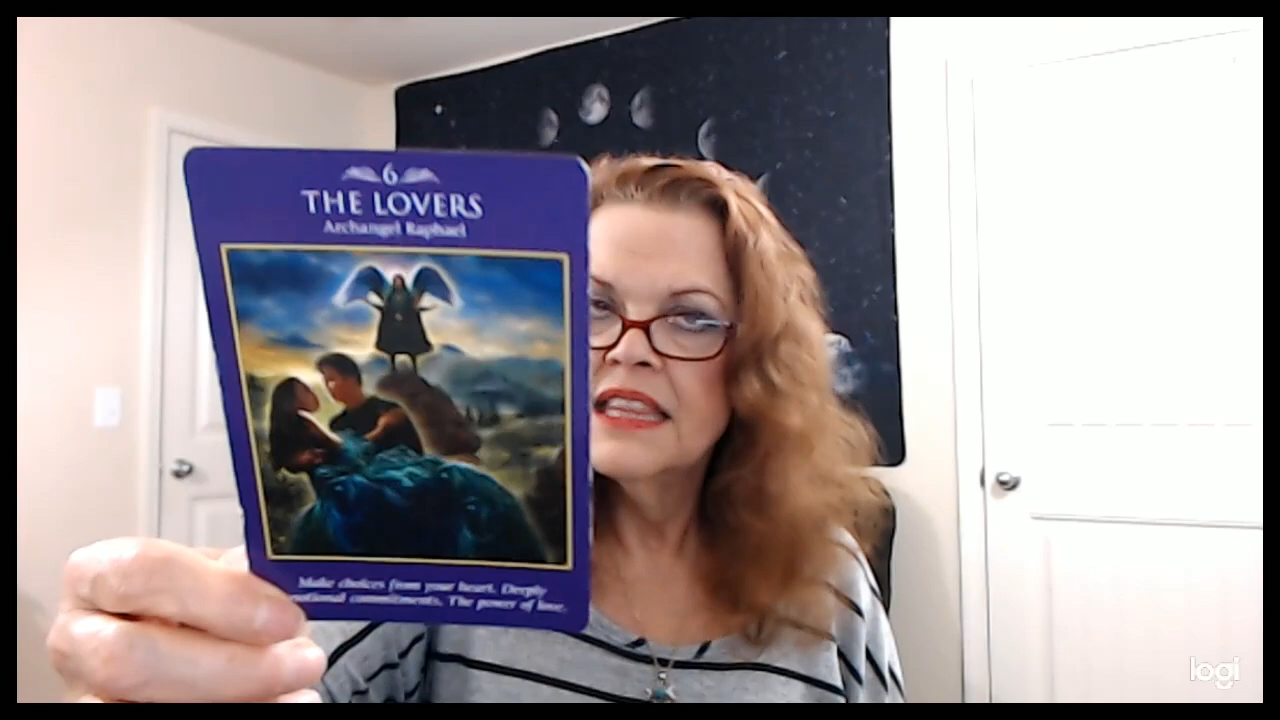 6
THE LOVERS
Archangel Raphael
Make choices from your heart. Deeply
emotional commitments. The power of love.
logi